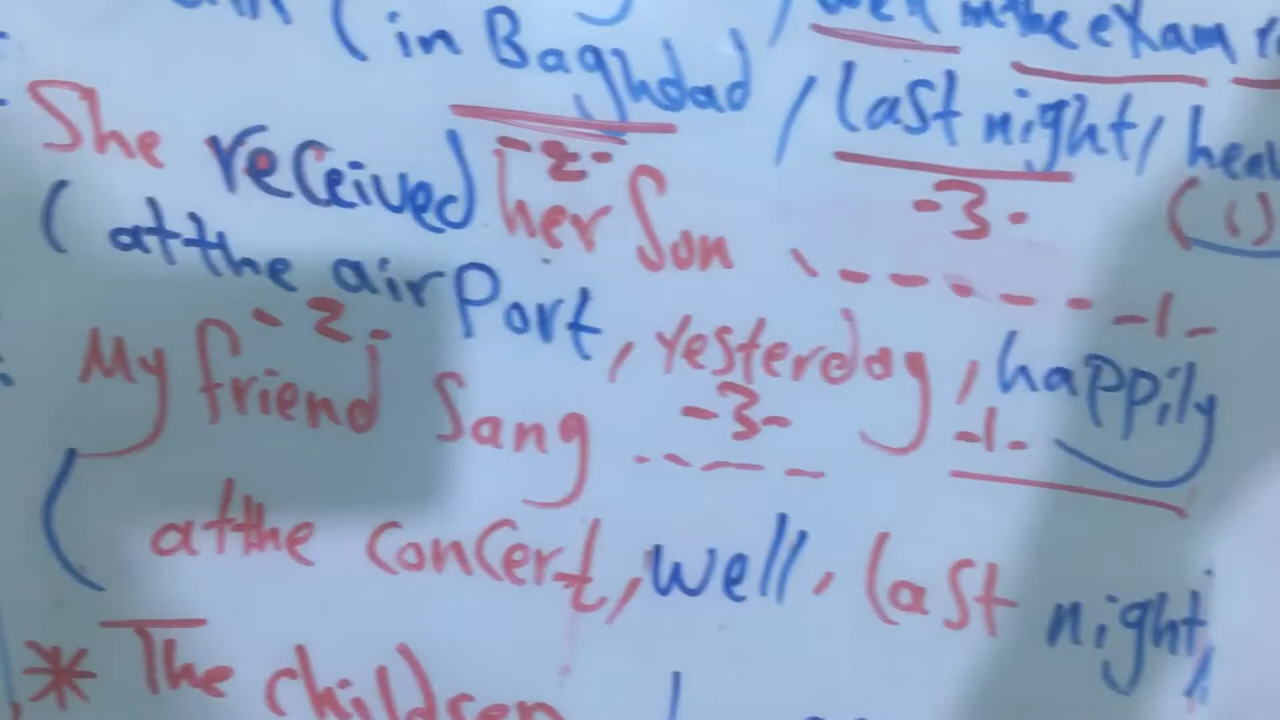 ( in Baghdad / last night /
well in the exam
-2- -3- (1)
She received her son - - - - - -
( at the airport, yesterday, happily
-2- -3- -1-
My friend sang - - - -
( at the concert, well, last night,
* The children